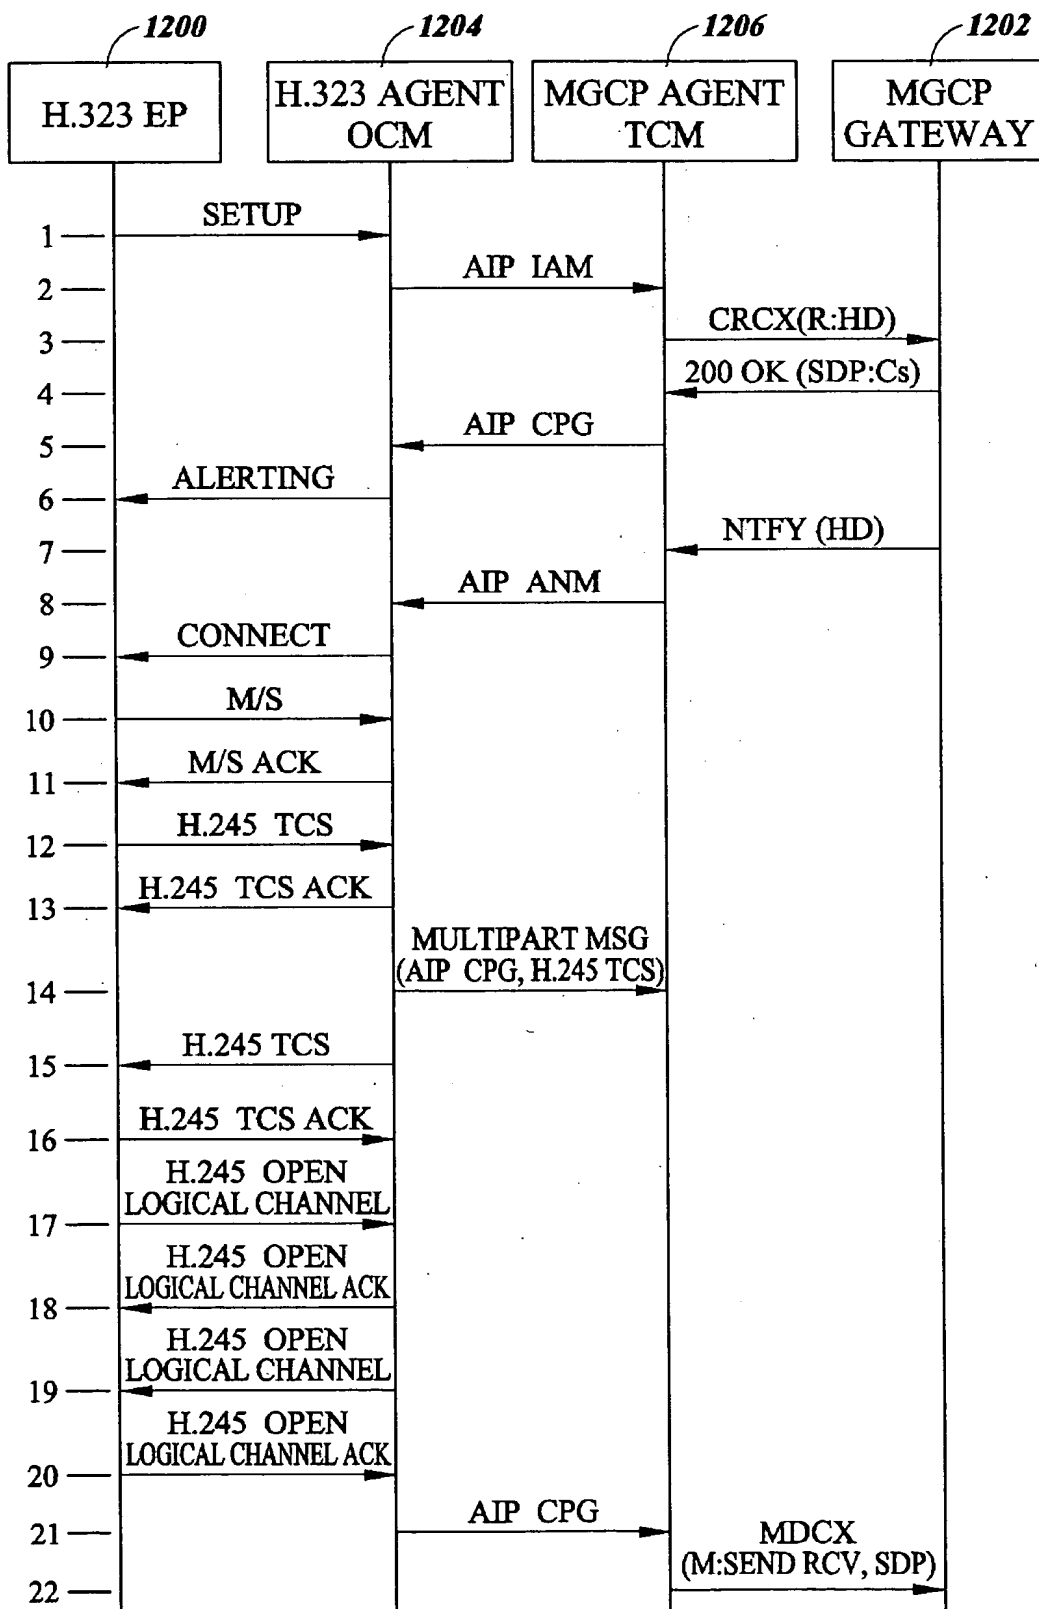 1200
1204
1206
1202
H.323 EP
H.323 AGENT
OCM
MGCP AGENT
TCM
MGCP
GATEWAY
SETUP
1
AIP IAM
2
CRCX(R:HD)
3
200 OK (SDP:Cs)
4
AIP CPG
5
ALERTING
6
NTFY (HD)
7
AIP ANM
8
CONNECT
9
M/S
10
M/S ACK
11
H.245 TCS
12
H.245 TCS ACK
13
MULTIPART MSG
(AIP CPG, H.245 TCS)
14
H.245 TCS
15
H.245 TCS ACK
16
H.245 OPEN
LOGICAL CHANNEL
17
H.245 OPEN
LOGICAL CHANNEL ACK
18
H.245 OPEN
LOGICAL CHANNEL
19
H.245 OPEN
LOGICAL CHANNEL ACK
20
AIP CPG
21
MDCX
(M:SEND RCV, SDP)
22